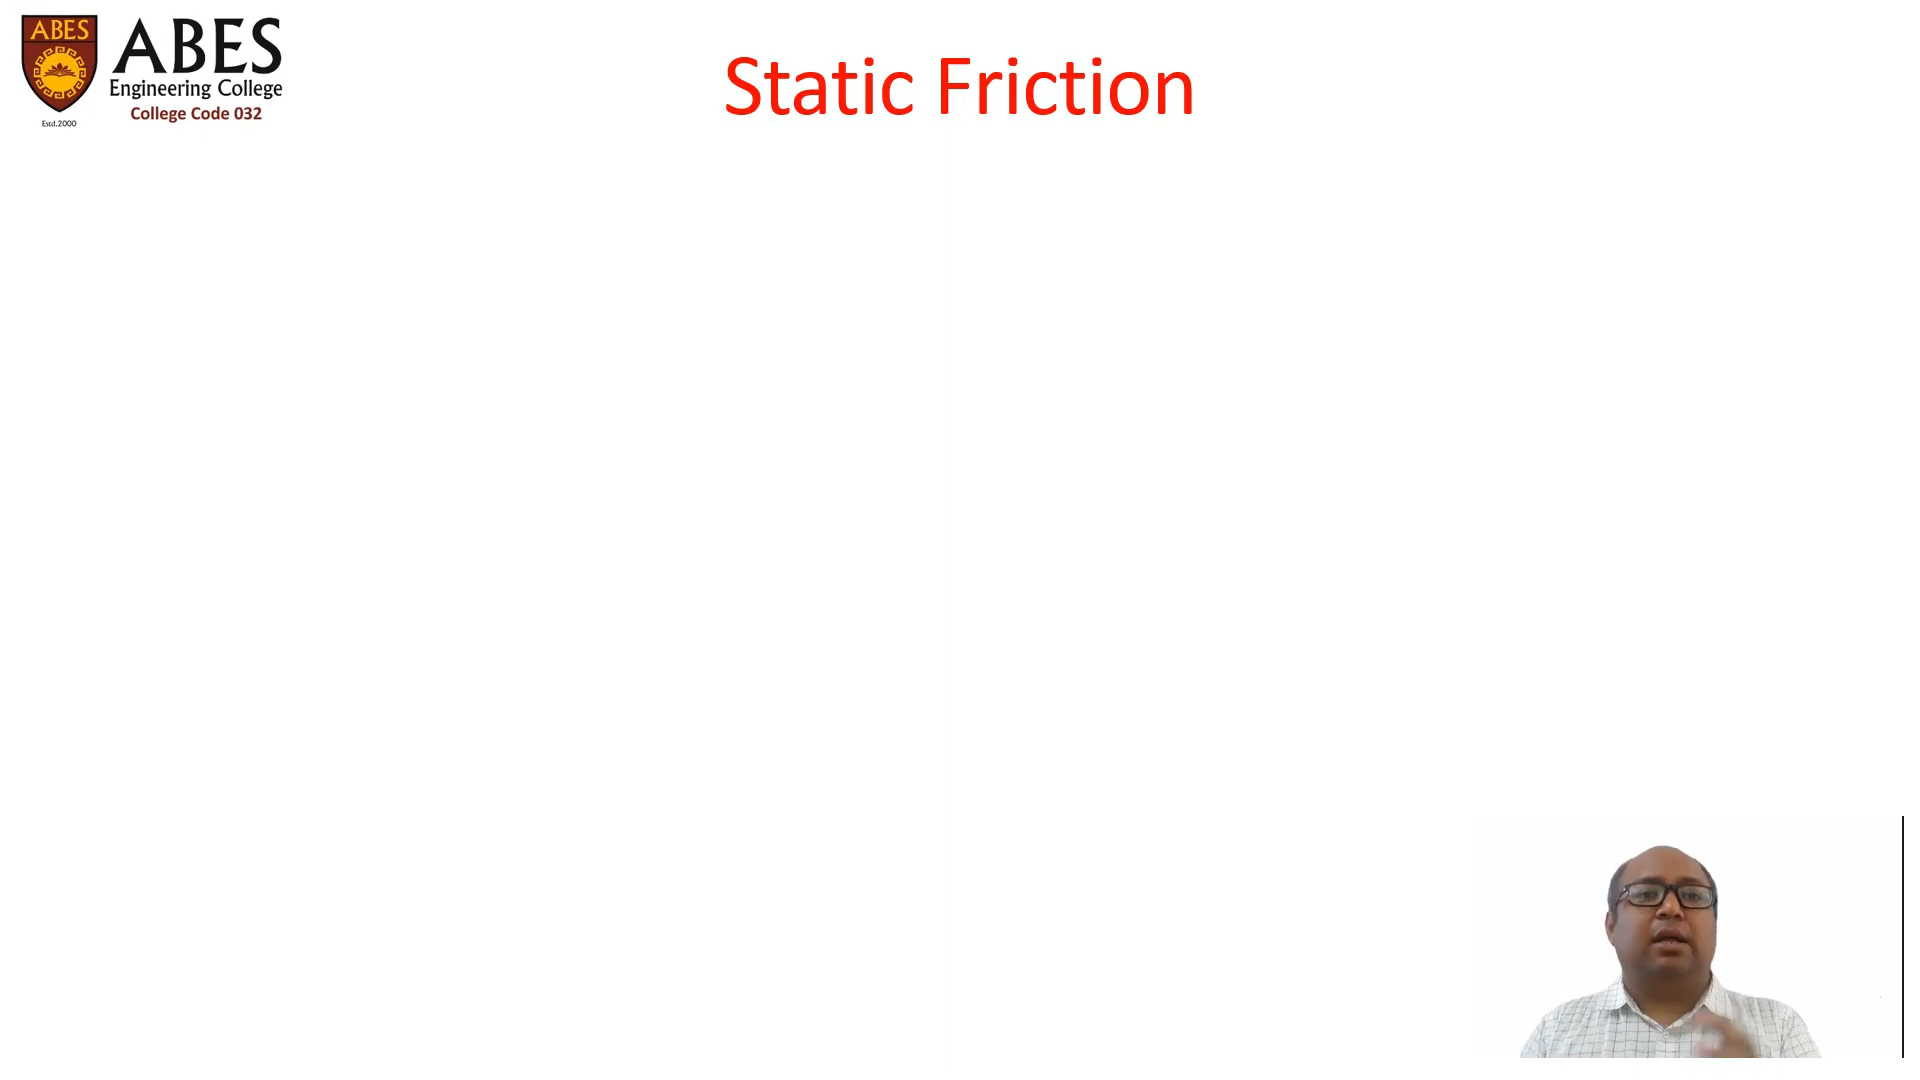 ABES
ABES
Engineering College
College Code 032
Estd.2000
Static Friction